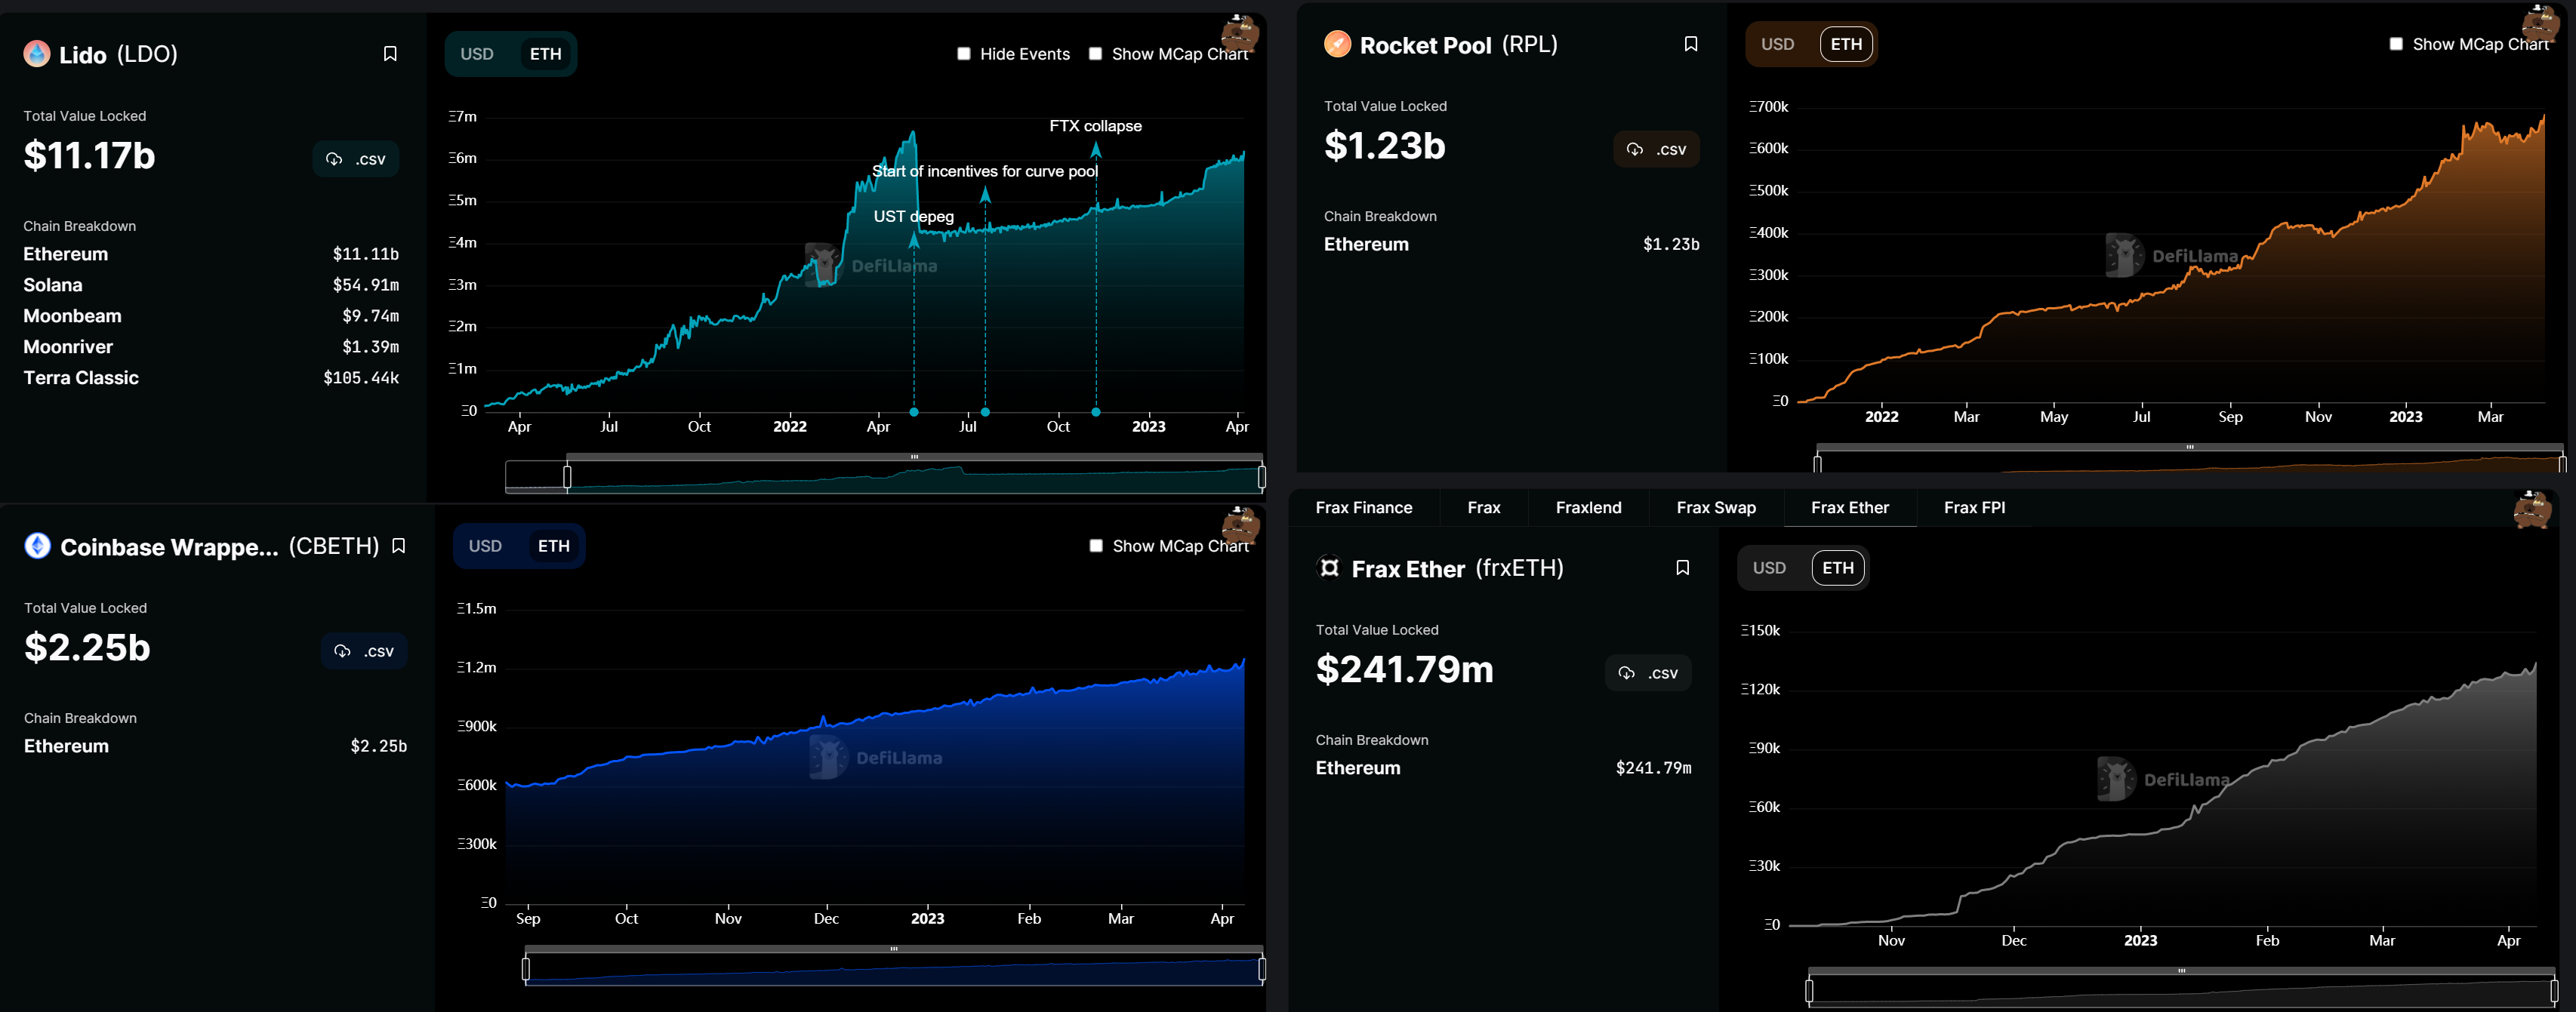 Lido (LDO)
Total Value Locked
$11.17b
.csv
Chain Breakdown
Ethereum $11.11b
Solana $54.91m
Moonbeam $9.74m
Moonriver $1.39m
Terra Classic $105.44k
USD ETH
Hide Events Show MCap Chart
Ξ7m
Ξ6m
Ξ5m
Ξ4m
Ξ3m
Ξ2m
Ξ1m
Ξ0
FTX collapse
Start of incentives for curve pool
UST depeg
DefiLlama
Apr Jul Oct 2022 Apr Jul Oct 2023 Apr
Rocket Pool (RPL)
Total Value Locked
$1.23b
.csv
Chain Breakdown
Ethereum $1.23b
USD ETH
Show MCap Chart
Ξ700k
Ξ600k
Ξ500k
Ξ400k
Ξ300k
Ξ200k
Ξ100k
Ξ0
DefiLlama
2022 Mar May Jul Sep Nov 2023 Mar
Coinbase Wrappe... (CBETH)
Total Value Locked
$2.25b
.csv
Chain Breakdown
Ethereum $2.25b
USD ETH
Show MCap Chart
Ξ1.5m
Ξ1.2m
Ξ900k
Ξ600k
Ξ300k
Ξ0
DefiLlama
Sep Oct Nov Dec 2023 Feb Mar Apr
Frax Finance Frax Fraxlend Frax Swap Frax Ether Frax FPI
Frax Ether (frxETH)
Total Value Locked
$241.79m
.csv
Chain Breakdown
Ethereum $241.79m
USD ETH
Ξ150k
Ξ120k
Ξ90k
Ξ60k
Ξ30k
Ξ0
DefiLlama
Nov Dec 2023 Feb Mar Apr